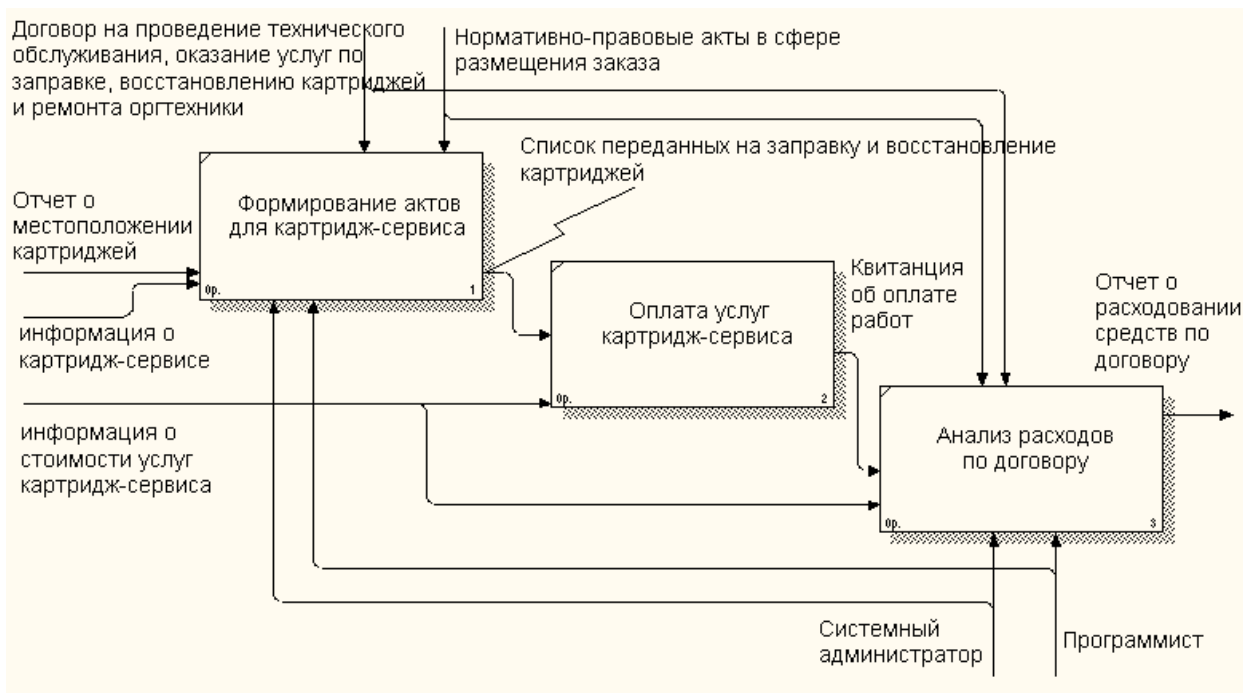 Договор на проведение технического
обслуживания, оказание услуг по
заправке, восстановлению картриджей
и ремонта оргтехники
Нормативно-правовые акты в сфере
размещения заказа
Список переданных на заправку и восстановление
картриджей
Формирование актов
для картридж-сервиса
0р.
1
Отчет о
местоположении
картриджей
информация о
картридж-сервисе
Оплата услуг
картридж-сервиса
0р.
2
Квитанция
об оплате
работ
Отчет о
расходовании
средств по
договору
информация о
стоимости услуг
картридж-сервиса
Анализ расходов
по договору
0р.
3
Системный
администратор
Программист